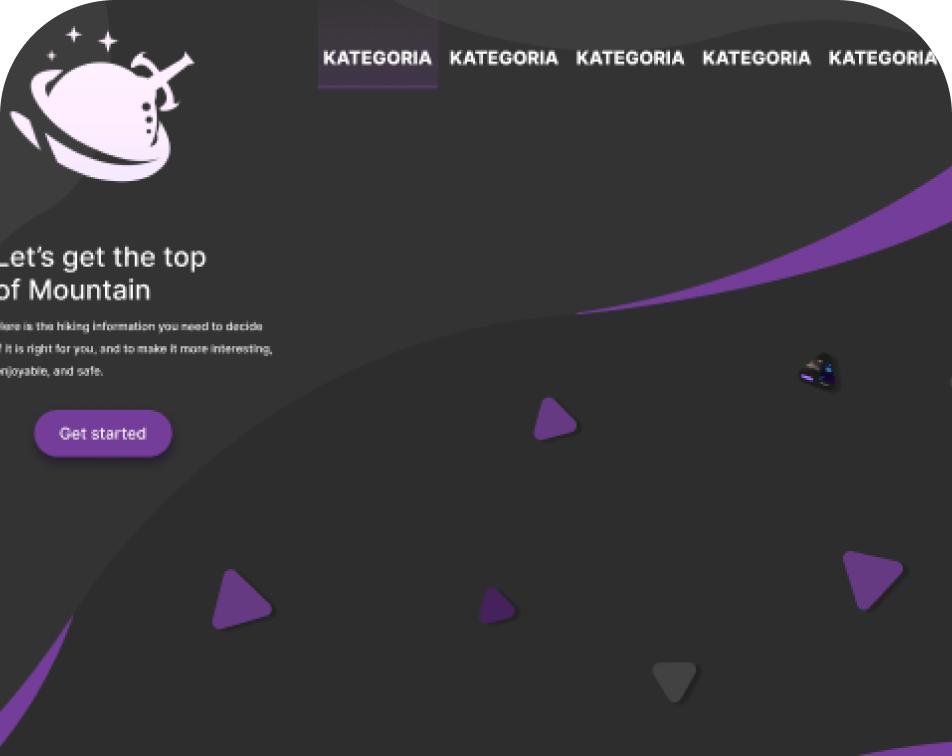 KATEGORIA KATEGORIA KATEGORIA KATEGORIA KATEGORIA
Let's get the top
of Mountain
Here is the hiking information you need to decide
if it is right for you, and to make it more interesting,
enjoyable, and safe.
Get started